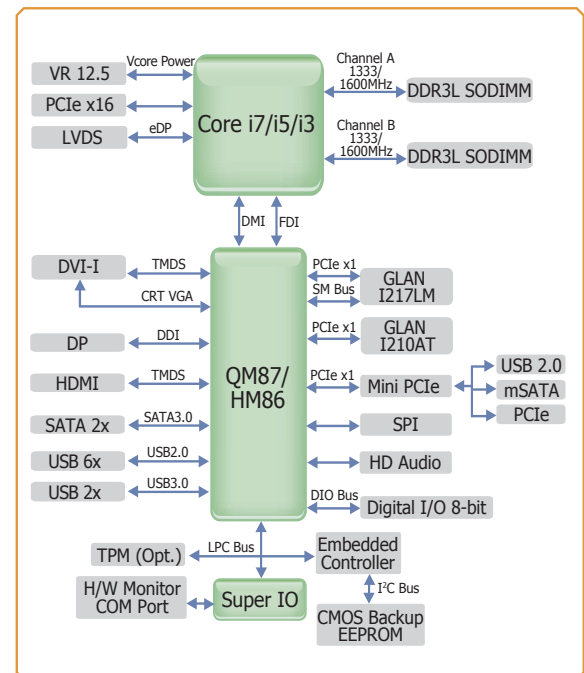 Vcore Power
VR 12.5
PCIe x16
LVDS
eDP
Core i7/i5/i3
Channel A
1333/
1600MHz
DDR3L SODIMM
Channel B
1333/
1600MHz
DDR3L SODIMM
DMI
FDI
DVI-I
TMDS
CRT VGA
DP
DDI
HDMI
TMDS
SATA 2x
SATA3.0
USB 6x
USB2.0
USB 2x
USB3.0
QM87/
HM86
PCIe x1
SM Bus
GLAN
I217LM
PCIe x1
GLAN
I210AT
PCIe x1
Mini PCIe
USB 2.0
mSATA
PCIe
SPI
HD Audio
DIO Bus
Digital I/O 8-bit
TPM (Opt.)
LPC Bus
Embedded
Controller
H/W Monitor
COM Port
Super IO
I²C Bus
CMOS Backup
EEPROM